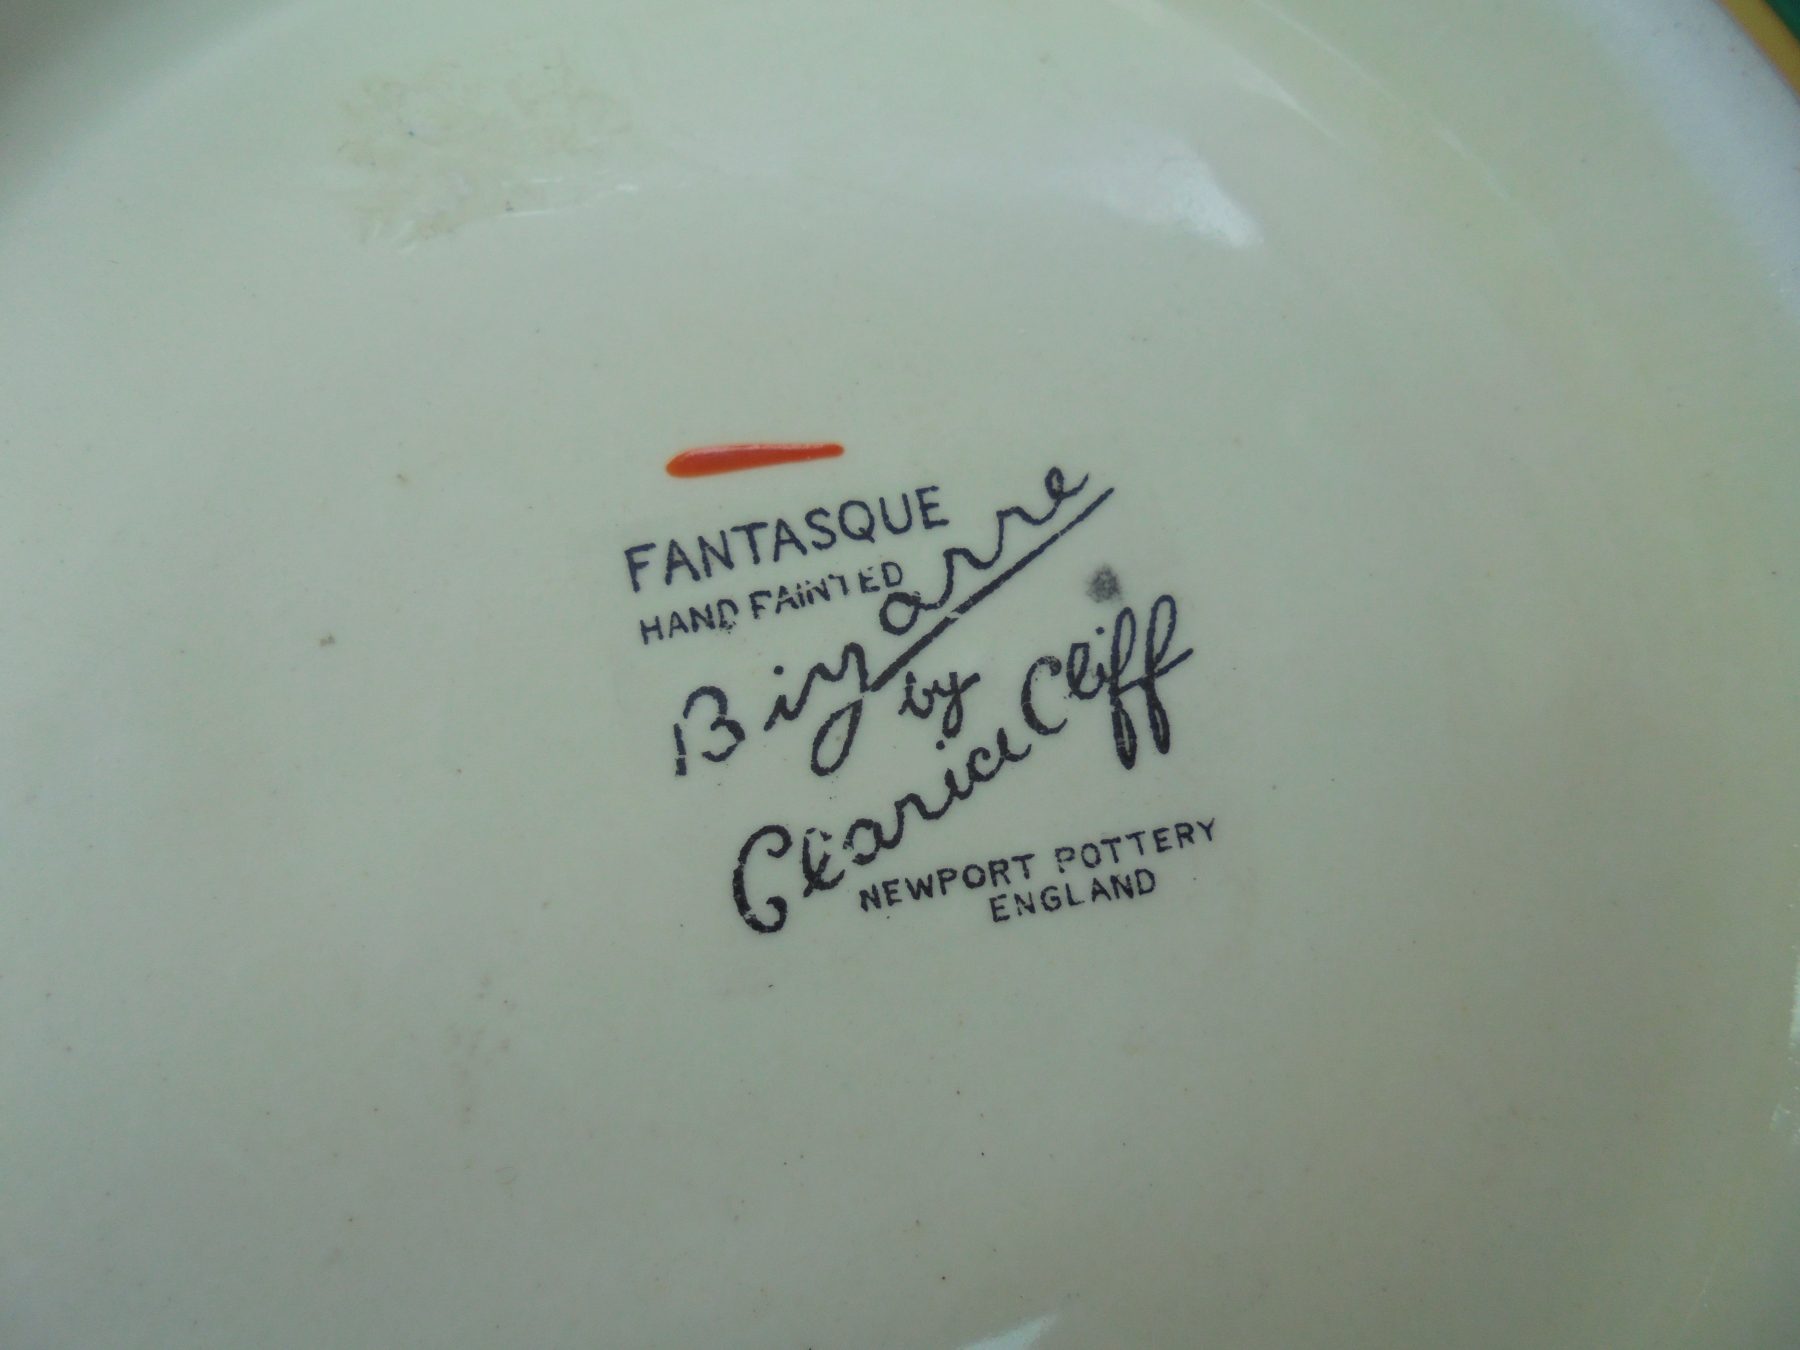 FANTASQUE
HAND PAINTED
Bizarre
by
Clarice Cliff
NEWPORT POTTERY
ENGLAND